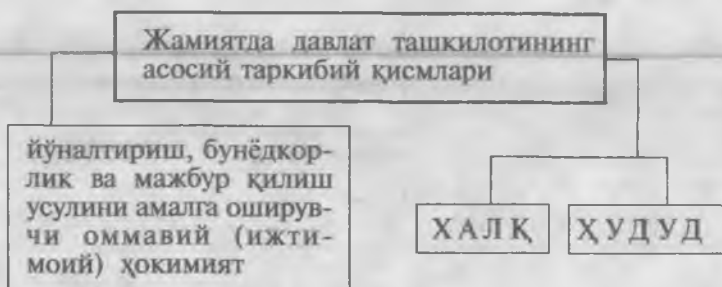 Жамиятда давлат ташкилотининг
асосий таркибий қисмлари
йўналтириш, бунёдкор-
лик ва мажбур қилиш
усулини амалга оширув-
чи оммавий (ижти-
моий) ҳокимият
ХАЛҚ
ҲУДУД